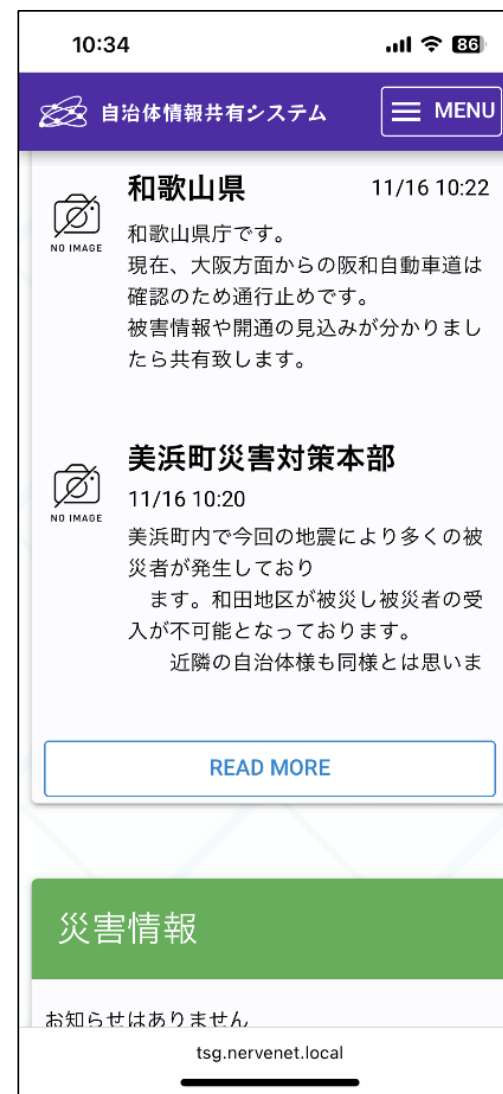 10:34
86
自治体情報共有システム
MENU
和歌山県
11/16 10:22
NO IMAGE
和歌山県庁です。
現在、大阪方面からの阪和自動車道は
確認のため通行止めです。
被害情報や開通の見込みが分かりまし
たら共有致します。
美浜町災害対策本部
11/16 10:20
NO IMAGE
美浜町内で今回の地震により多くの被
災者が発生しており
　ます。和田地区が被災し被災者の受
入が不可能となっております。
　　近隣の自治体様も同様とは思いま
READ MORE
災害情報
お知らせはありません
tsg.nervenet.local